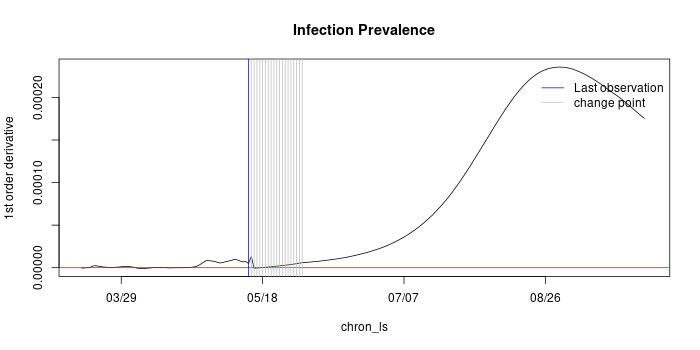 Infection Prevalence
1st order derivative
0.00020
0.00010
0.00000
Last observation
change point
03/29
05/18
07/07
08/26
chron_ls